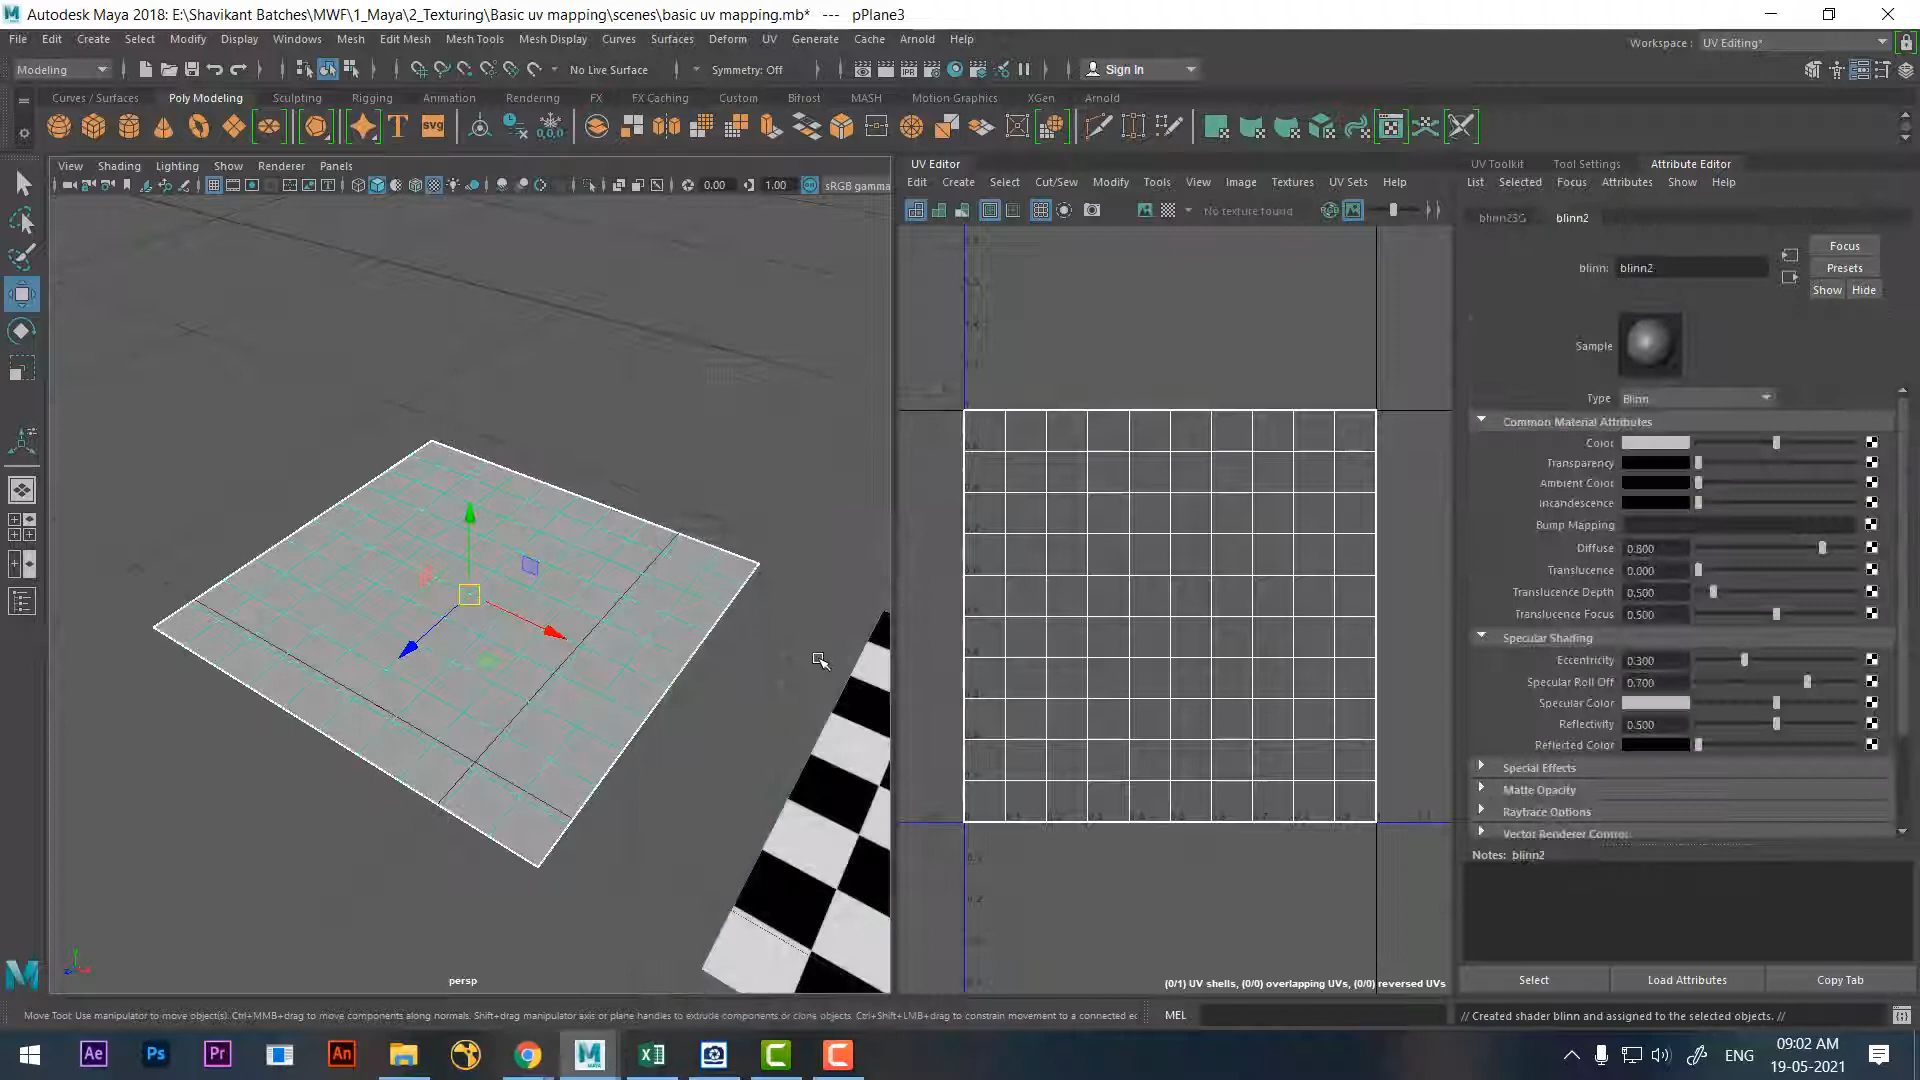 Autodesk Maya 2018: E:\Shavikant Batches\MWF\1_Maya\2_Texturing\Basic uv mapping\scenes\basic uv mapping.mb* --- pPlane3
File Edit Create Select Modify Display Windows Mesh Edit Mesh Mesh Tools Mesh Display Curves Surfaces Deform UV Generate Cache Arnold Help
Workspace : UV Editing*
Modeling
No Live Surface
Symmetry: Off
Sign In
Curves / Surfaces Poly Modeling Sculpting Rigging Animation Rendering FX FX Caching Custom Bifrost MASH Motion Graphics XGen Arnold
SVG
View Shading Lighting Show Renderer Panels
0.00 1.00 sRGB gamma
persp
UV Editor
Edit Create Select Cut/Sew Modify Tools View Image Textures UV Sets Help
No texture found
(0/1) UV shells, (0/0) overlapping UVs, (0/0) reversed UVs
UV Toolkit Tool Settings Attribute Editor
List Selected Focus Attributes Show Help
blinn2SG blinn2
blinn: blinn2
Focus
Presets
Show Hide
Sample
Type Blinn
Common Material Attributes
Color
Transparency
Ambient Color
Incandescence
Bump Mapping
Diffuse 0.800
Translucence 0.000
Translucence Depth 0.500
Translucence Focus 0.500
Specular Shading
Eccentricity 0.300
Specular Roll Off 0.700
Specular Color
Reflectivity 0.500
Reflected Color
Special Effects
Matte Opacity
Raytrace Options
Vector Renderer Control
Notes: blinn2
Select Load Attributes Copy Tab
Move Tool: Use manipulator to move object(s). Ctrl+MMB+drag to move components along normals. Shift+drag manipulator axis or plane handles to extrude components or clone objects. Ctrl+Shift+LMB+drag to constrain movement to a connected ec
MEL
// Created shader blinn and assigned to the selected objects. //
Ae Ps Pr An
ENG
09:02 AM
19-05-2021